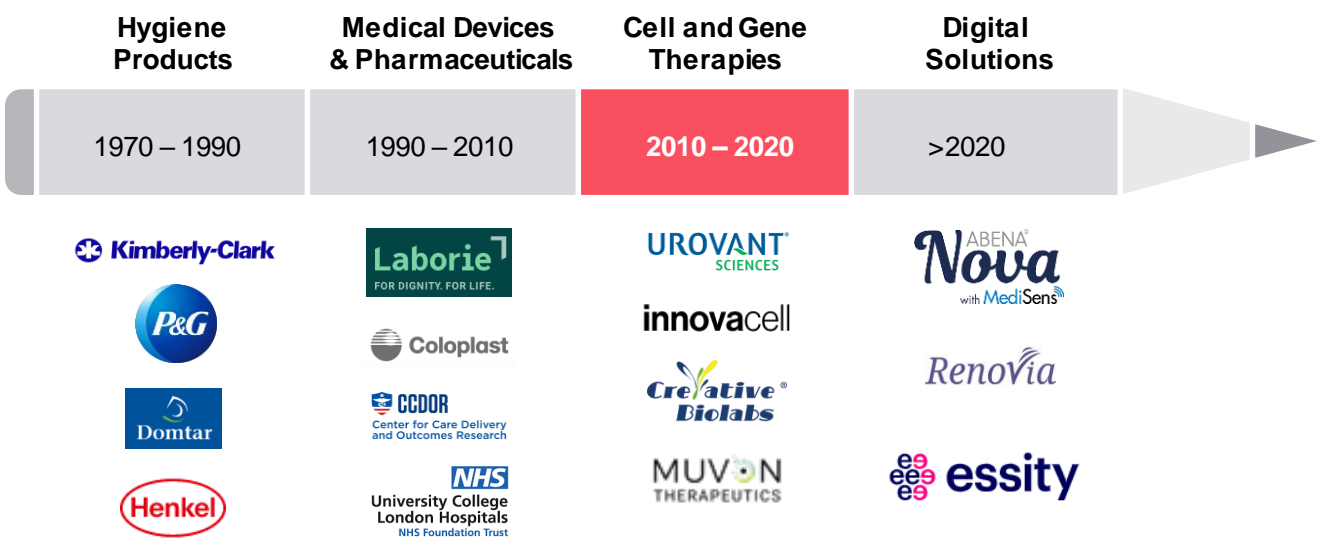 Hygiene
Products
Medical Devices
& Pharmaceuticals
Cell and Gene
Therapies
Digital
Solutions
1970 – 1990
1990 – 2010
2010 – 2020
>2020
Kimberly-Clark
P&G
Domtar
Henkel
Laborie
FOR DIGNITY. FOR LIFE.
Coloplast
CCDOR
Center for Care Delivery
and Outcomes Research
NHS
University College
London Hospitals
NHS Foundation Trust
UROVANT®
SCIENCES
innovacell
Creative ®
Biolabs
MUVON
THERAPEUTICS
ABENA
Nova
with MediSens
Renovia
essity